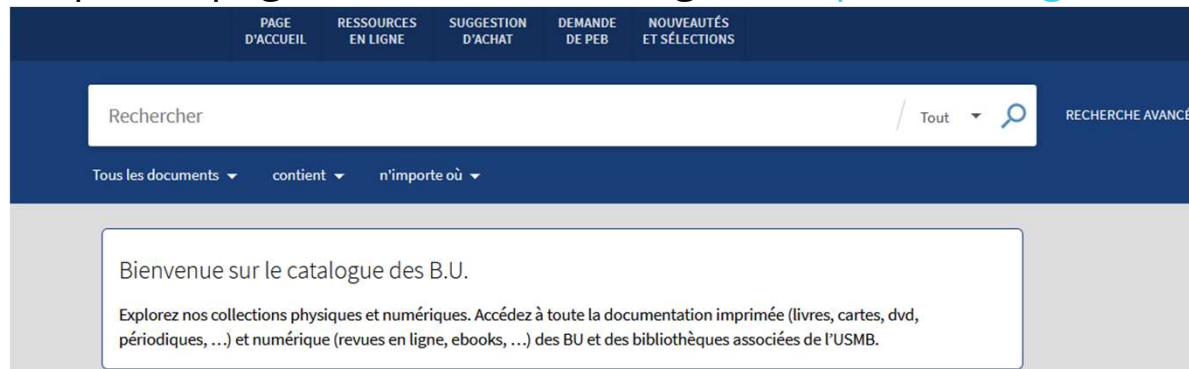 PAGE D'ACCUEIL
RESSOURCES EN LIGNE
SUGGESTION D'ACHAT
DEMANDE DE PEB
NOUVEAUTÉS ET SÉLECTIONS
Rechercher
Tout
RECHERCHE AVANCÉ
Tous les documents
contient
n'importe où
Bienvenue sur le catalogue des B.U.
Explorez nos collections physiques et numériques. Accédez à toute la documentation imprimée (livres, cartes, dvd,
périodiques, …) et numérique (revues en ligne, ebooks, …) des BU et des bibliothèques associées de l'USMB.